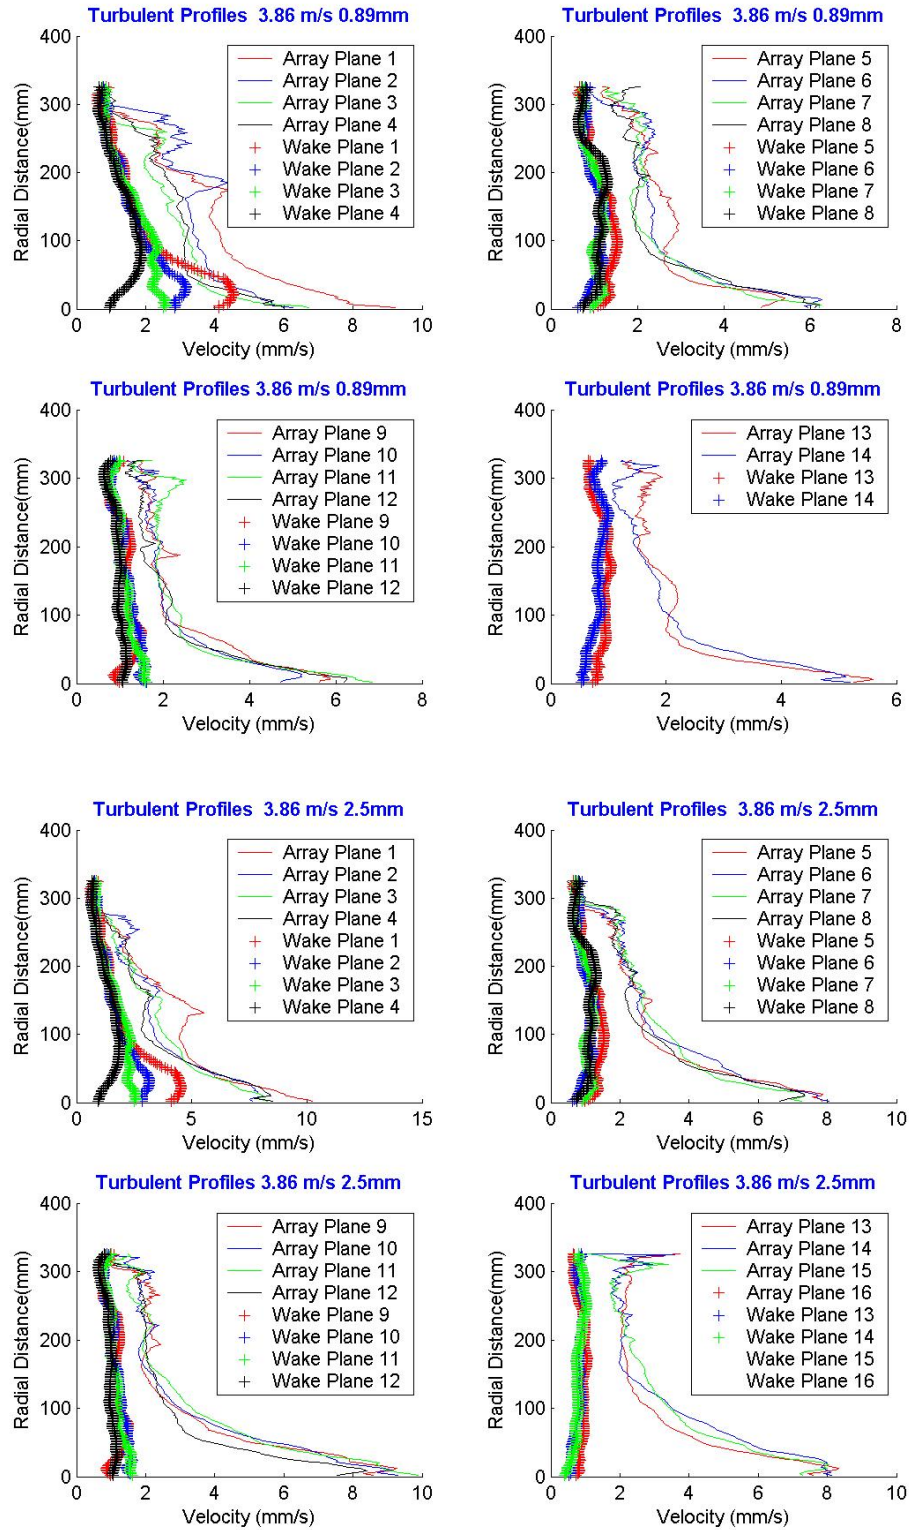 Turbulent Profiles 3.86 m/s 0.89mm
400
300
200
100
0
0 2 4 6 8 10
Radial Distance(mm)
Velocity (mm/s)
Array Plane 1
Array Plane 2
Array Plane 3
Array Plane 4
Wake Plane 1
Wake Plane 2
Wake Plane 3
Wake Plane 4
Turbulent Profiles 3.86 m/s 0.89mm
400
300
200
100
0
0 2 4 6 8
Radial Distance(mm)
Velocity (mm/s)
Array Plane 5
Array Plane 6
Array Plane 7
Array Plane 8
Wake Plane 5
Wake Plane 6
Wake Plane 7
Wake Plane 8
Turbulent Profiles 3.86 m/s 0.89mm
400
300
200
100
0
0 2 4 6 8
Radial Distance(mm)
Velocity (mm/s)
Array Plane 9
Array Plane 10
Array Plane 11
Array Plane 12
Wake Plane 9
Wake Plane 10
Wake Plane 11
Wake Plane 12
Turbulent Profiles 3.86 m/s 0.89mm
400
300
200
100
0
0 2 4 6
Radial Distance(mm)
Velocity (mm/s)
Array Plane 13
Array Plane 14
Wake Plane 13
Wake Plane 14
Turbulent Profiles 3.86 m/s 2.5mm
400
300
200
100
0
0 5 10 15
Radial Distance(mm)
Velocity (mm/s)
Array Plane 1
Array Plane 2
Array Plane 3
Array Plane 4
Wake Plane 1
Wake Plane 2
Wake Plane 3
Wake Plane 4
Turbulent Profiles 3.86 m/s 2.5mm
400
300
200
100
0
0 2 4 6 8 10
Radial Distance(mm)
Velocity (mm/s)
Array Plane 5
Array Plane 6
Array Plane 7
Array Plane 8
Wake Plane 5
Wake Plane 6
Wake Plane 7
Wake Plane 8
Turbulent Profiles 3.86 m/s 2.5mm
400
300
200
100
0
0 2 4 6 8 10
Radial Distance(mm)
Velocity (mm/s)
Array Plane 9
Array Plane 10
Array Plane 11
Array Plane 12
Wake Plane 9
Wake Plane 10
Wake Plane 11
Wake Plane 12
Turbulent Profiles 3.86 m/s 2.5mm
400
300
200
100
0
0 2 4 6 8 10
Radial Distance(mm)
Velocity (mm/s)
Array Plane 13
Array Plane 14
Array Plane 15
Array Plane 16
Wake Plane 13
Wake Plane 14
Wake Plane 15
Wake Plane 16